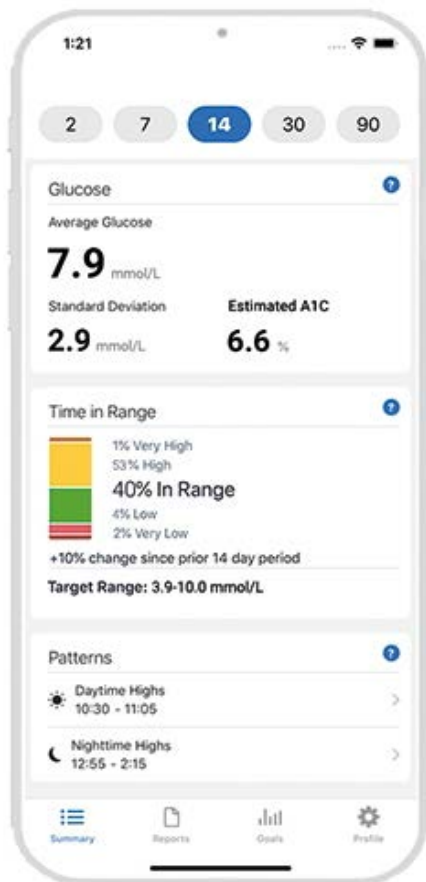 1:21
2 7 14 30 90
Glucose ?
Average Glucose
7.9 mmol/L
Standard Deviation Estimated A1C
2.9 mmol/L 6.6 %
Time in Range ?
1% Very High
53% High
40% In Range
4% Low
2% Very Low
+10% change since prior 14 day period
Target Range: 3.9-10.0 mmol/L
Patterns ?
Daytime Highs
10:30 - 11:05
Nighttime Highs
12:55 - 2:15
Summary Reports Goals Profile